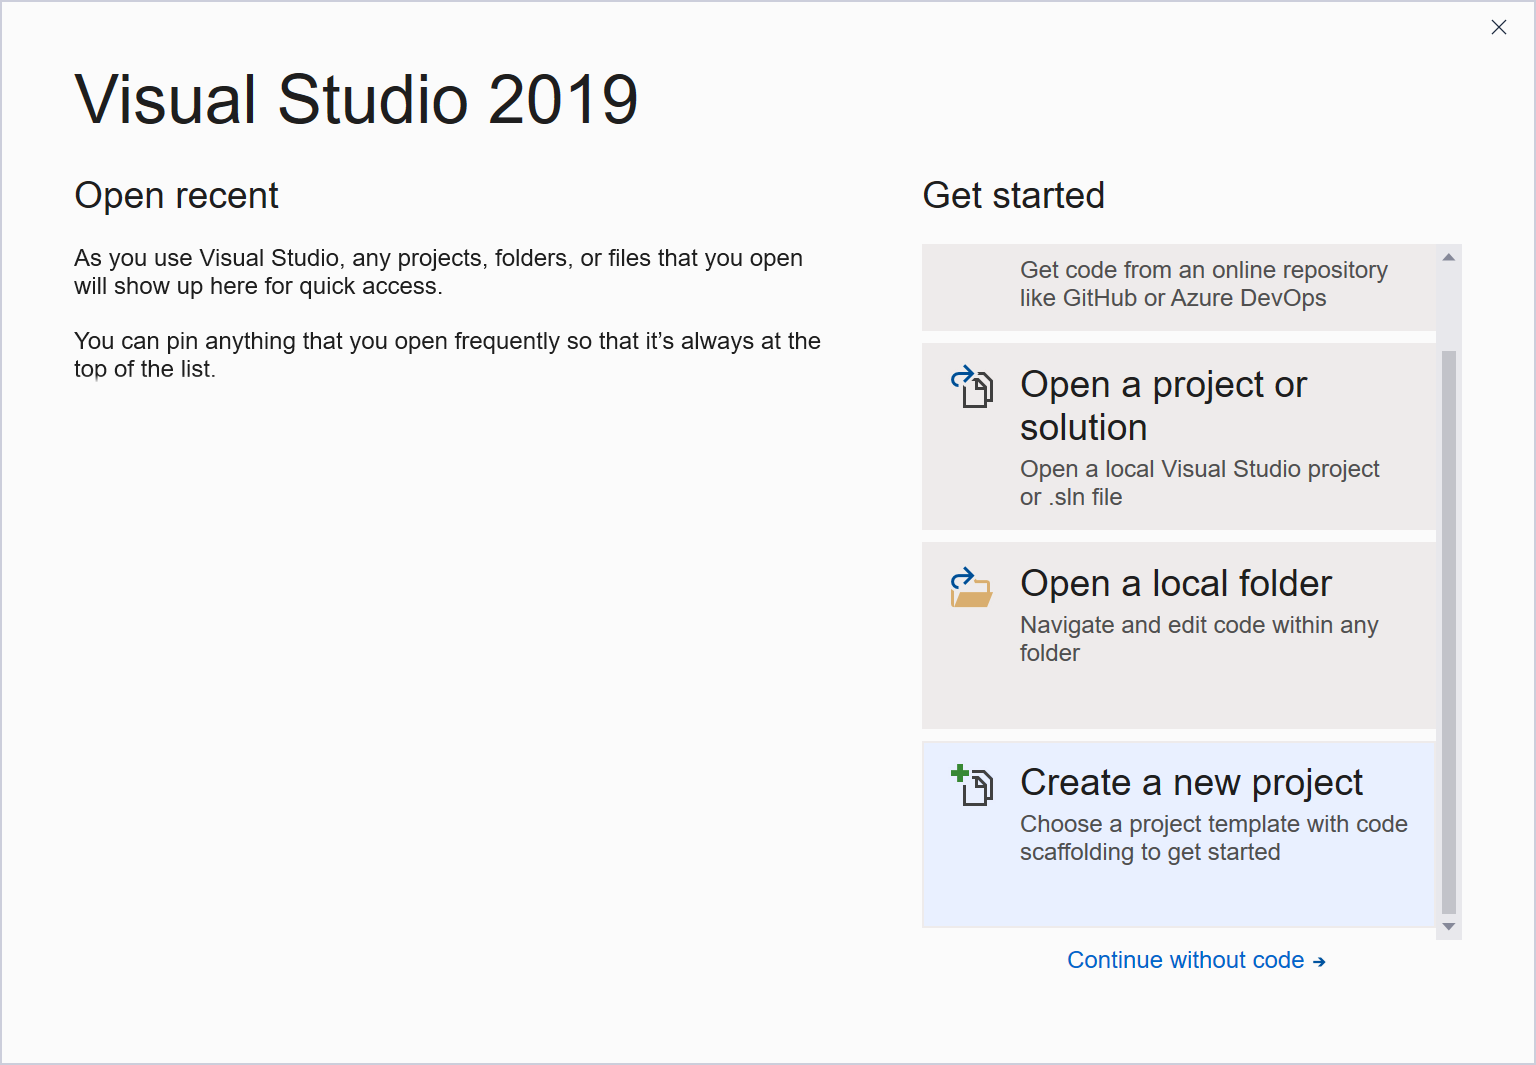 Visual Studio 2019
Open recent
As you use Visual Studio, any projects, folders, or files that you open
will show up here for quick access.
You can pin anything that you open frequently so that it’s always at the
top of the list.
Get started
Get code from an online repository
like GitHub or Azure DevOps
Open a project or
solution
Open a local Visual Studio project
or .sln file
Open a local folder
Navigate and edit code within any
folder
Create a new project
Choose a project template with code
scaffolding to get started
Continue without code →